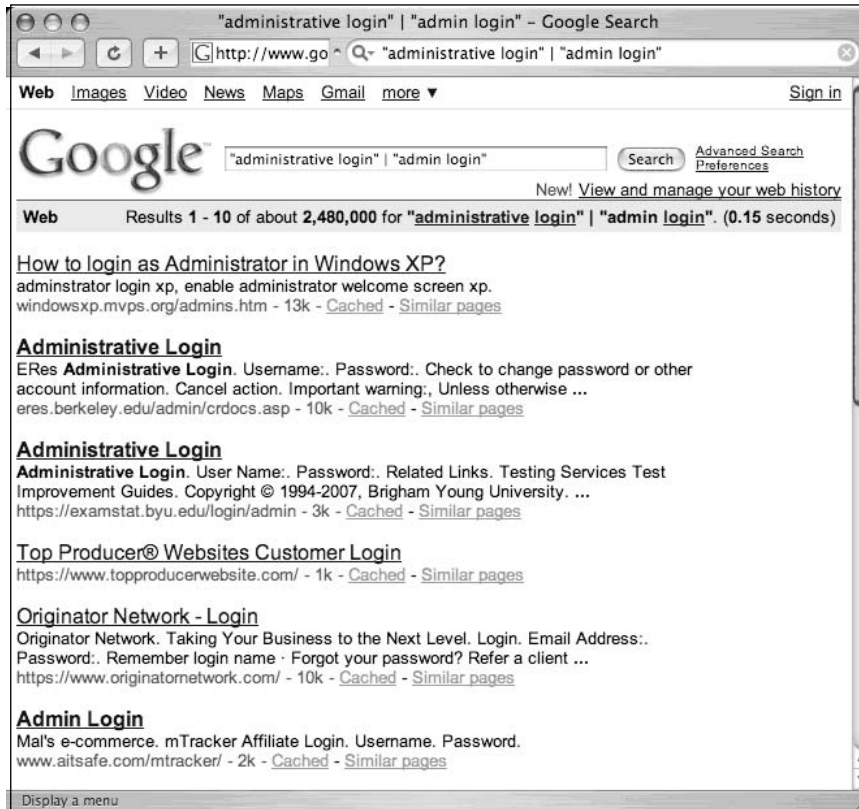 "administrative login" | "admin login" – Google Search
G http://www.go "administrative login" | "admin login"
Web Images Video News Maps Gmail more ▼ Sign in
Google™ "administrative login" | "admin login" Search Advanced Search
Preferences
New! View and manage your web history
Web Results 1 - 10 of about 2,480,000 for "administrative login" | "admin login". (0.15 seconds)
How to login as Administrator in Windows XP?
adminstrator login xp, enable administrator welcome screen xp.
windowsxp.mvps.org/admins.htm - 13k - Cached - Similar pages
Administrative Login
ERes Administrative Login. Username:. Password:. Check to change password or other
account information. Cancel action. Important warning:, Unless otherwise ...
eres.berkeley.edu/admin/crdocs.asp - 10k - Cached - Similar pages
Administrative Login
Administrative Login. User Name:. Password:. Related Links. Testing Services Test
Improvement Guides. Copyright © 1994-2007, Brigham Young University. ...
https://examstat.byu.edu/login/admin - 3k - Cached - Similar pages
Top Producer® Websites Customer Login
https://www.topproducerwebsite.com/ - 1k - Cached - Similar pages
Originator Network - Login
Originator Network. Taking Your Business to the Next Level. Login. Email Address:.
Password:. Remember login name · Forgot your password? Refer a client ...
https://www.originatornetwork.com/ - 10k - Cached - Similar pages
Admin Login
Mal's e-commerce. mTracker Affiliate Login. Username. Password.
www.aitsafe.com/mtracker/ - 2k - Cached - Similar pages
Display a menu